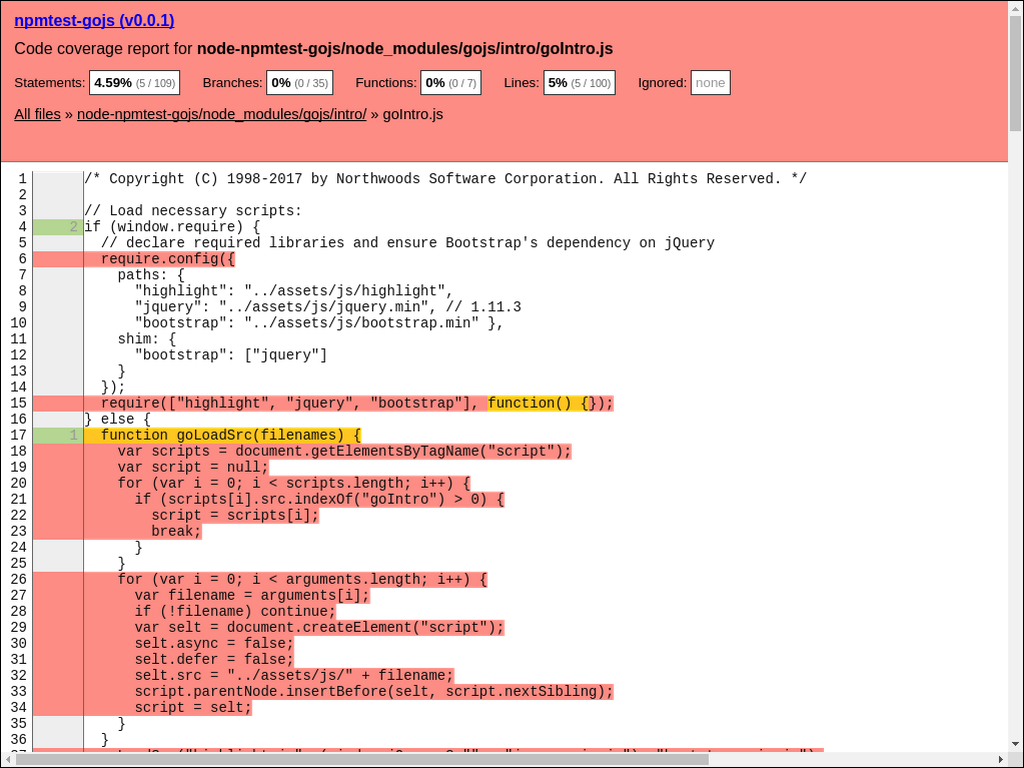 npmtest-gojs (v0.0.1)
Code coverage report for node-npmtest-gojs/node_modules/gojs/intro/goIntro.js
Statements: 4.59% (5 / 109) Branches: 0% (0 / 35) Functions: 0% (0 / 7) Lines: 5% (5 / 100) Ignored: none
All files » node-npmtest-gojs/node_modules/gojs/intro/ » goIntro.js
1 /* Copyright (C) 1998-2017 by Northwoods Software Corporation. All Rights Reserved. */
2
3 // Load necessary scripts:
4 2 if (window.require) {
5 // declare required libraries and ensure Bootstrap's dependency on jQuery
6 require.config({
7 paths: {
8 "highlight": "../assets/js/highlight",
9 "jquery": "../assets/js/jquery.min", // 1.11.3
10 "bootstrap": "../assets/js/bootstrap.min" },
11 shim: {
12 "bootstrap": ["jquery"]
13 }
14 });
15 require(["highlight", "jquery", "bootstrap"], function() {});
16 } else {
17 1 function goLoadSrc(filenames) {
18 var scripts = document.getElementsByTagName("script");
19 var script = null;
20 for (var i = 0; i < scripts.length; i++) {
21 if (scripts[i].src.indexOf("goIntro") > 0) {
22 script = scripts[i];
23 break;
24 }
25 }
26 for (var i = 0; i < arguments.length; i++) {
27 var filename = arguments[i];
28 if (!filename) continue;
29 var selt = document.createElement("script");
30 selt.async = false;
31 selt.defer = false;
32 selt.src = "../assets/js/" + filename;
33 script.parentNode.insertBefore(selt, script.nextSibling);
34 script = selt;
35 }
36 }